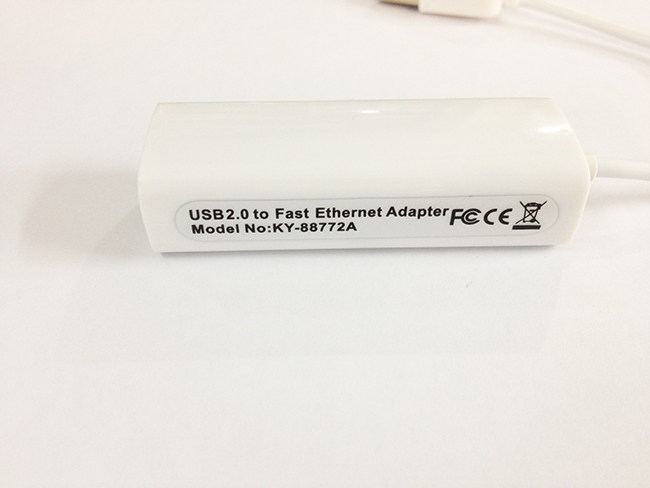 USB2.0 to Fast Ethernet Adapter FC CE
Model No:KY-88772A